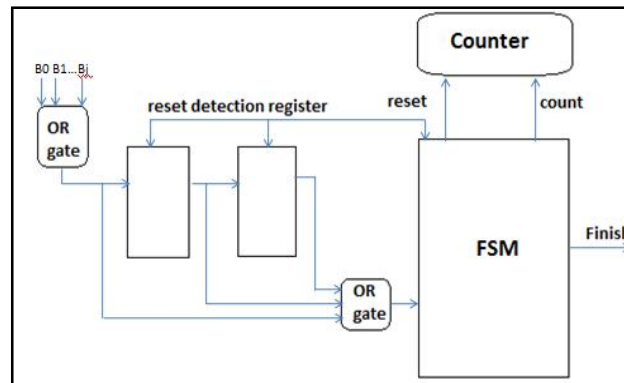 Counter
B0 B1...Bj
reset detection register
reset
count
OR
gate
FSM
Finish
OR
gate